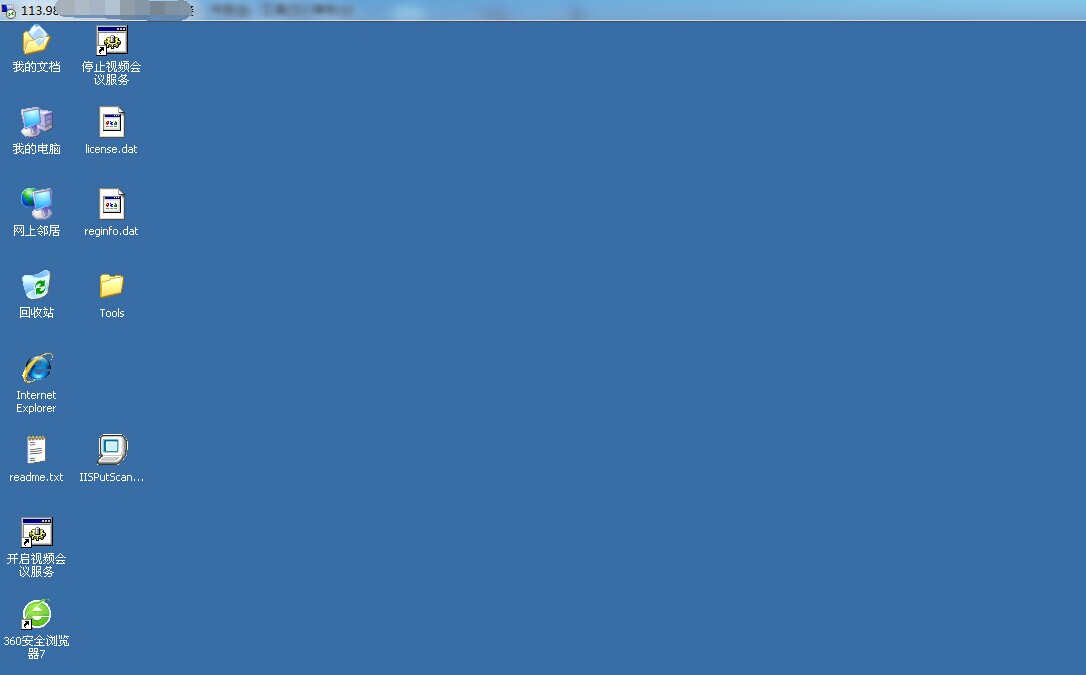 113.98
我的文档
停止视频会
议服务
我的电脑
license.dat
网上邻居
reginfo.dat
回收站
Tools
Internet
Explorer
readme.txt
IISPutScan...
开启视频会
议服务
360安全浏览
器7